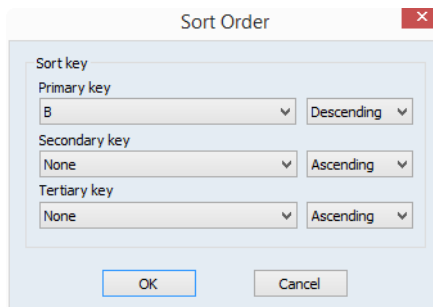 Sort Order
Sort key
Primary key
B Descending
Secondary key
None Ascending
Tertiary key
None Ascending
OK Cancel